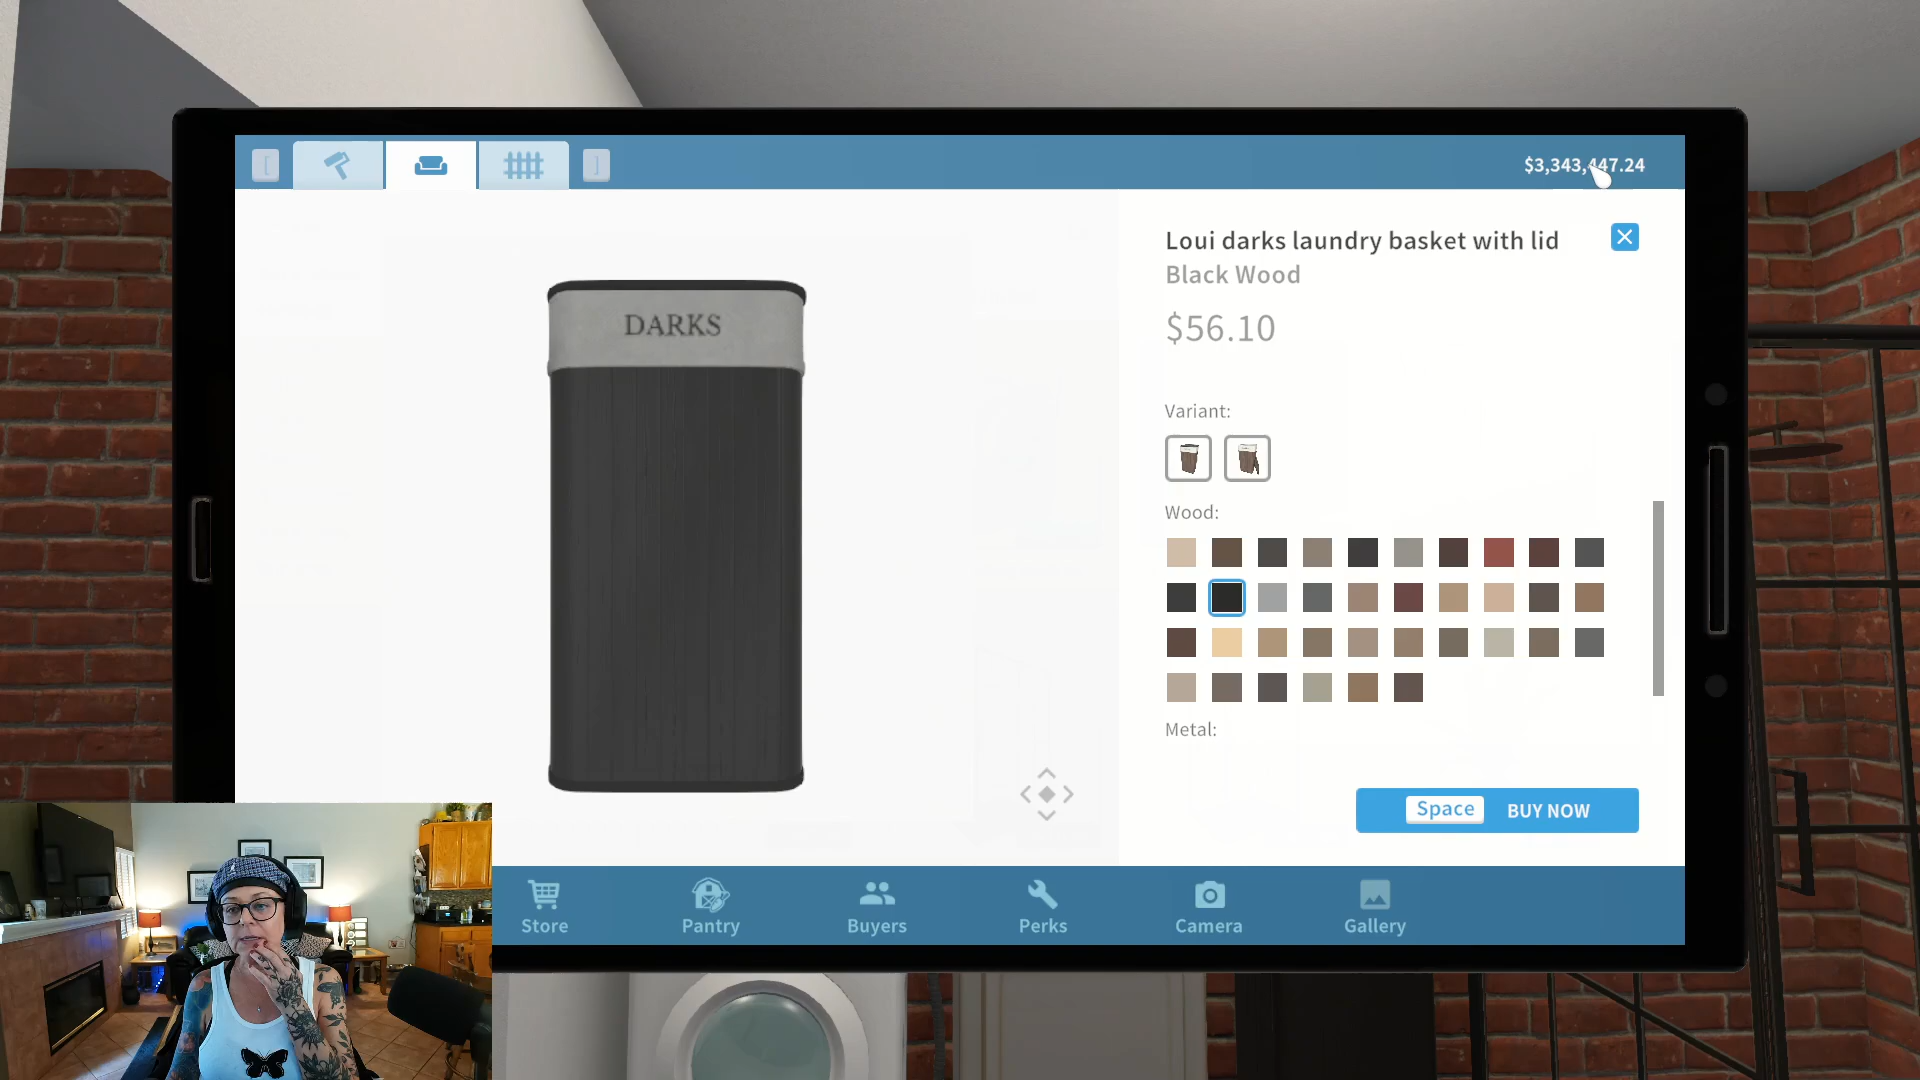 [
]
$3,343,447.24
Loui darks laundry basket with lid
Black Wood
$56.10
DARKS
Variant:
Wood:
Metal:
Space BUY NOW
Store
Pantry
Buyers
Perks
Camera
Gallery